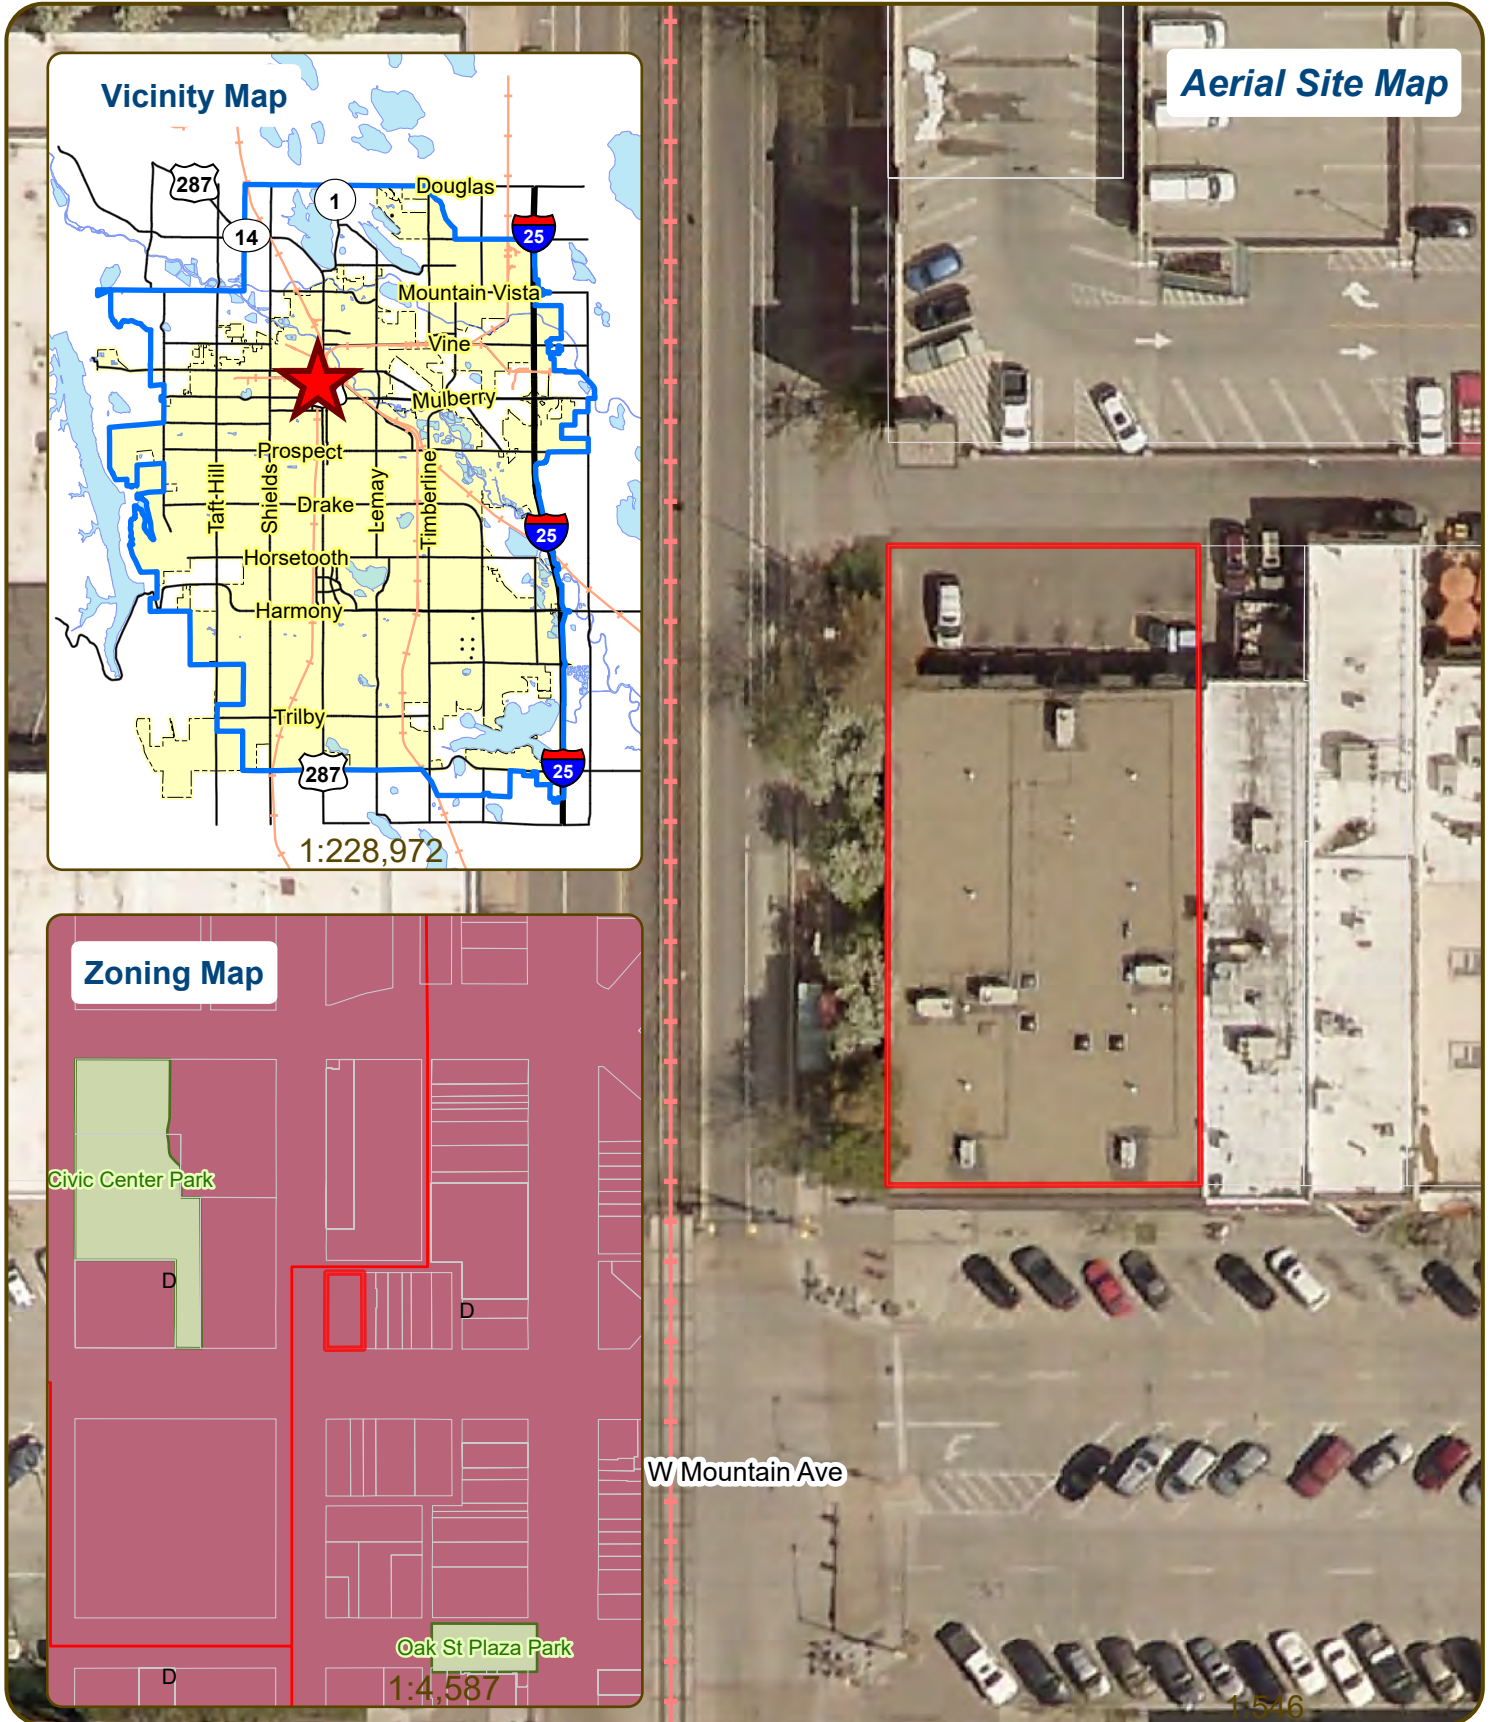 Vicinity Map
Aerial Site Map
287
1
Douglas
14
25
Mountain-Vista
Vine
Mulberry
Prospect
Taft-Hill
Shields
Drake
Lemay
Timberline
25
Horsetooth
Harmony
Trilby
287
25
1:228,972
Zoning Map
Civic Center Park
D
D
W Mountain Ave
Oak St Plaza Park
D
1:4,587
1:546